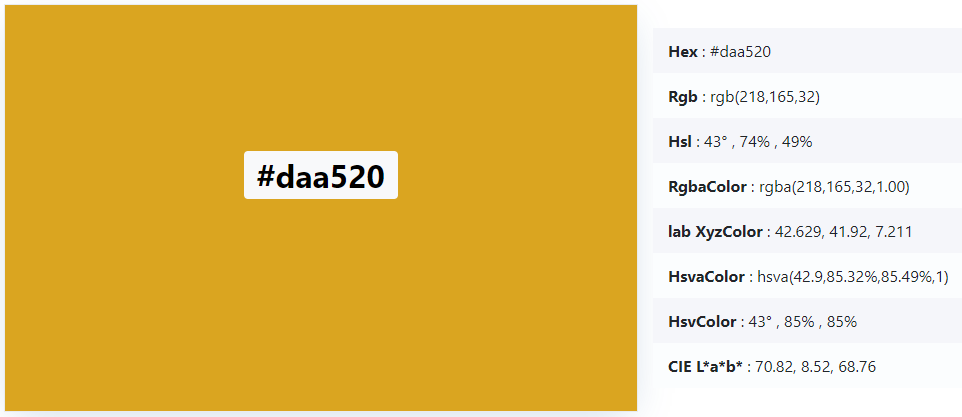 #daa520
Hex : #daa520
Rgb : rgb(218,165,32)
Hsl : 43° , 74% , 49%
RgbaColor : rgba(218,165,32,1.00)
lab XyzColor : 42.629, 41.92, 7.211
HsvaColor : hsva(42.9,85.32%,85.49%,1)
HsvColor : 43° , 85% , 85%
CIE L*a*b* : 70.82, 8.52, 68.76